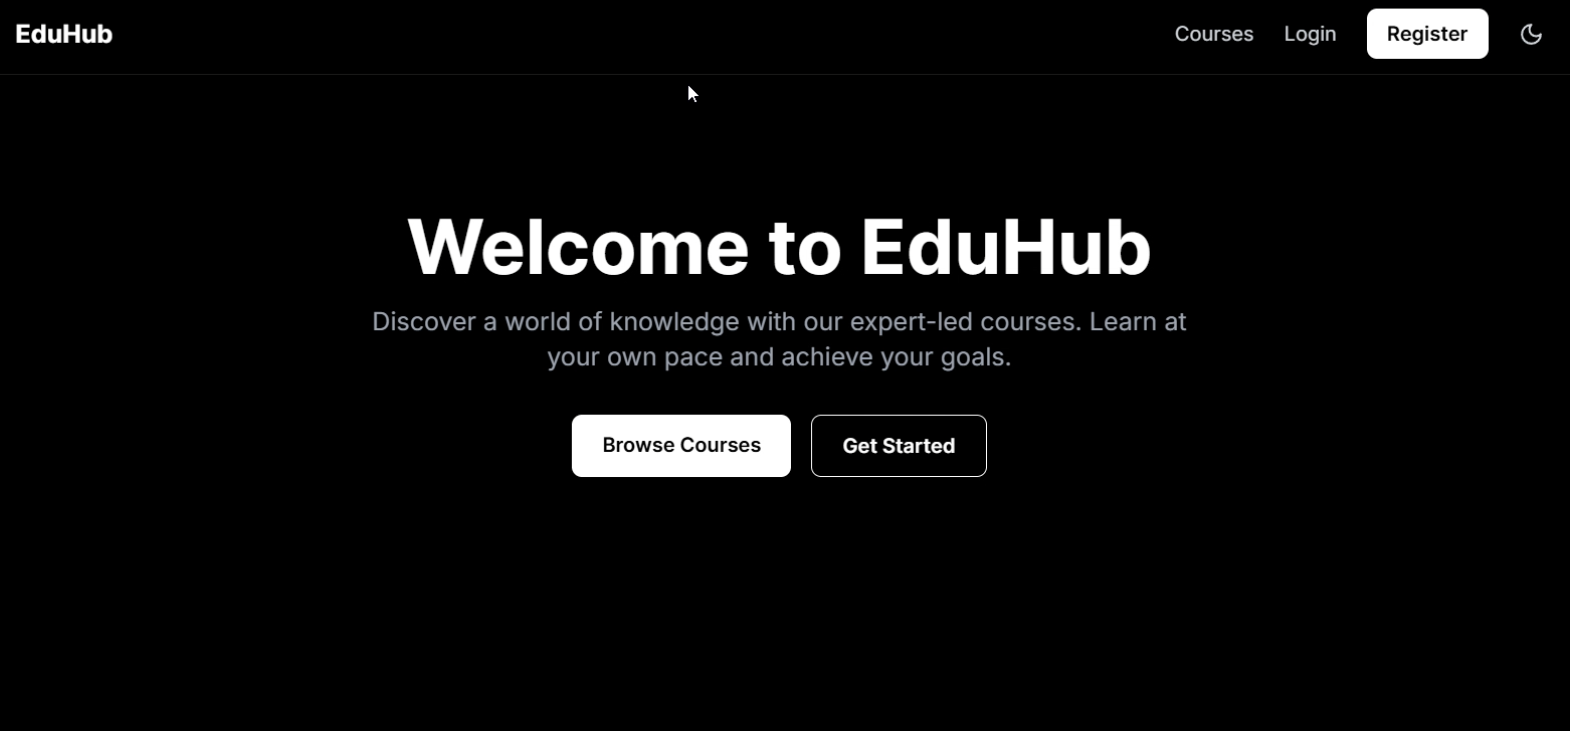 EduHub
Courses
Login
Register
Welcome to EduHub
Discover a world of knowledge with our expert-led courses. Learn at
your own pace and achieve your goals.
Browse Courses
Get Started